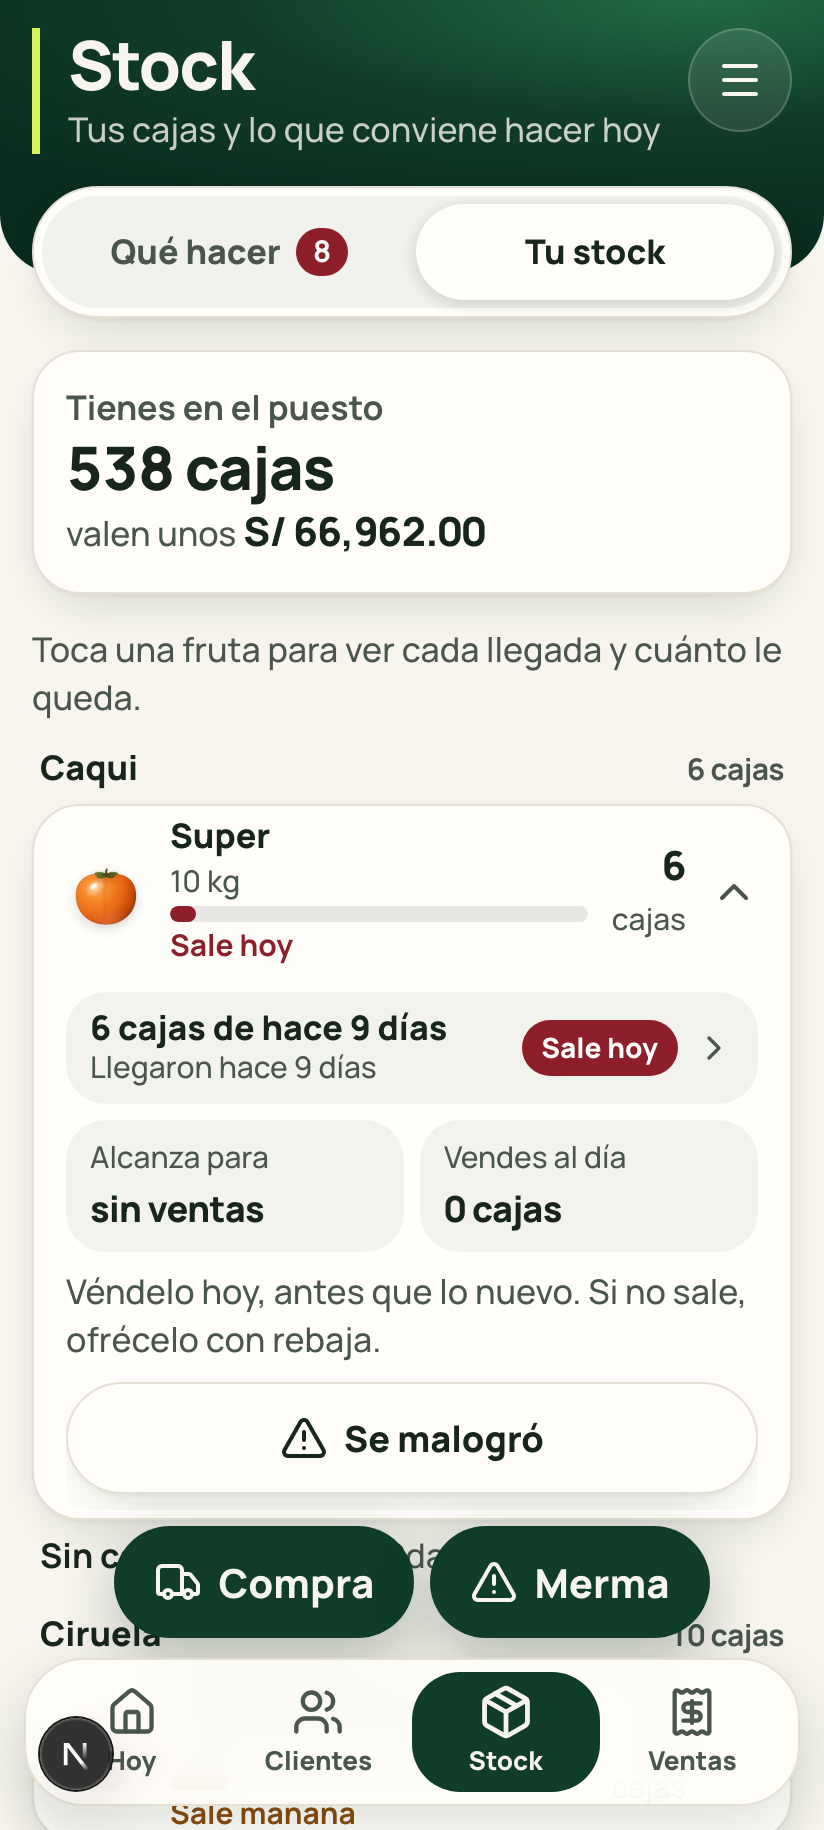 Stock
Tus cajas y lo que conviene hacer hoy
Qué hacer 8
Tu stock
Tienes en el puesto
538 cajas
valen unos S/ 66,962.00
Toca una fruta para ver cada llegada y cuánto le
queda.
Caqui
6 cajas
Super
10 kg
6
cajas
Sale hoy
6 cajas de hace 9 días
Llegaron hace 9 días
Sale hoy
Alcanza para
sin ventas
Vendes al día
0 cajas
Véndelo hoy, antes que lo nuevo. Si no sale,
ofrécelo con rebaja.
Se malogró
Sin
Compra
Merma
Ciruela
10 cajas
Hoy
Clientes
Stock
Ventas
N
cajas
Sale mañana